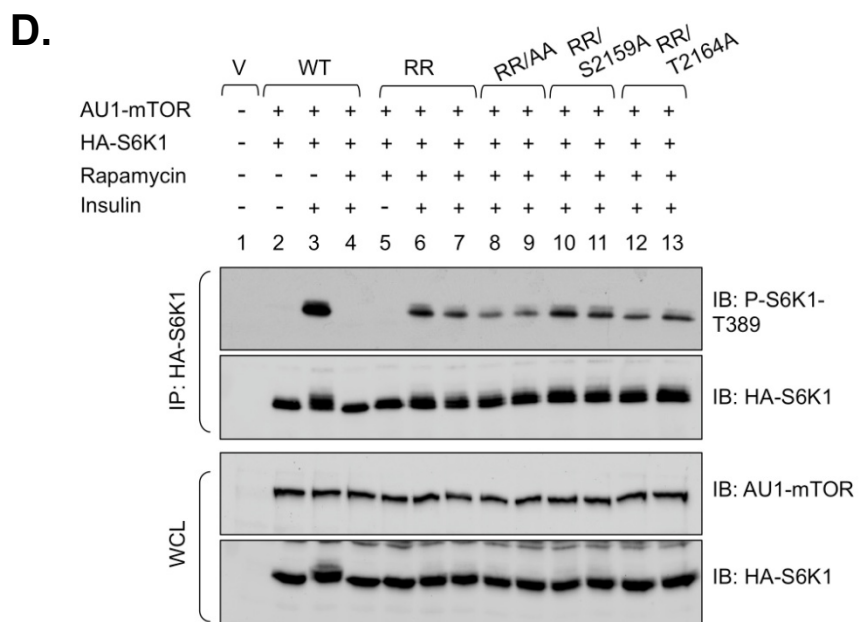 D.
V WT RR RR/AA RR/S2159A RR/T2164A
AU1-mTOR - + + + + + + + + + + + +
HA-S6K1 - + + + + + + + + + + + +
Rapamycin - - - + + + + + + + + + +
Insulin - - + + - + + + + + + + +
1 2 3 4 5 6 7 8 9 10 11 12 13
IP: HA-S6K1
IB: P-S6K1-
T389
IB: HA-S6K1
WCL
IB: AU1-mTOR
IB: HA-S6K1